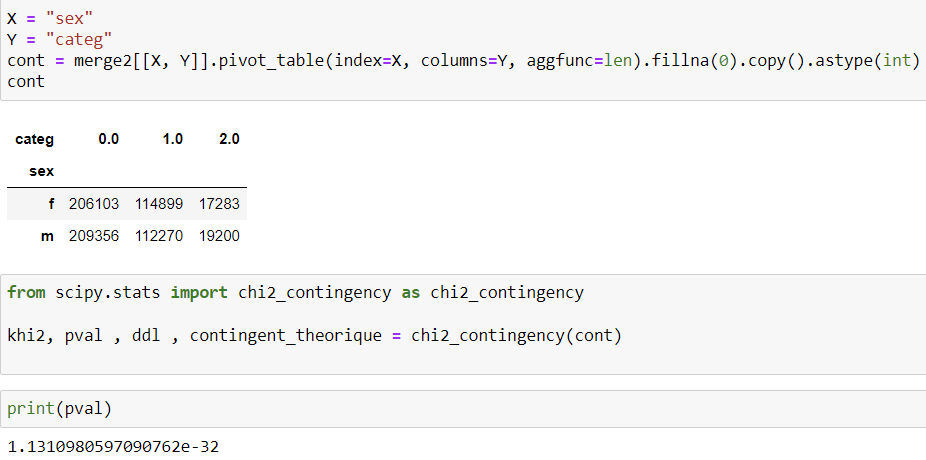 X = "sex"
Y = "categ"
cont = merge2[[X, Y]].pivot_table(index=X, columns=Y, aggfunc=len).fillna(0).copy().astype(int)
cont
categ 0.0 1.0 2.0
sex
f 206103 114899 17283
m 209356 112270 19200
from scipy.stats import chi2_contingency as chi2_contingency
khi2, pval , ddl , contingent_theorique = chi2_contingency(cont)
print(pval)
1.1310980597090762e-32